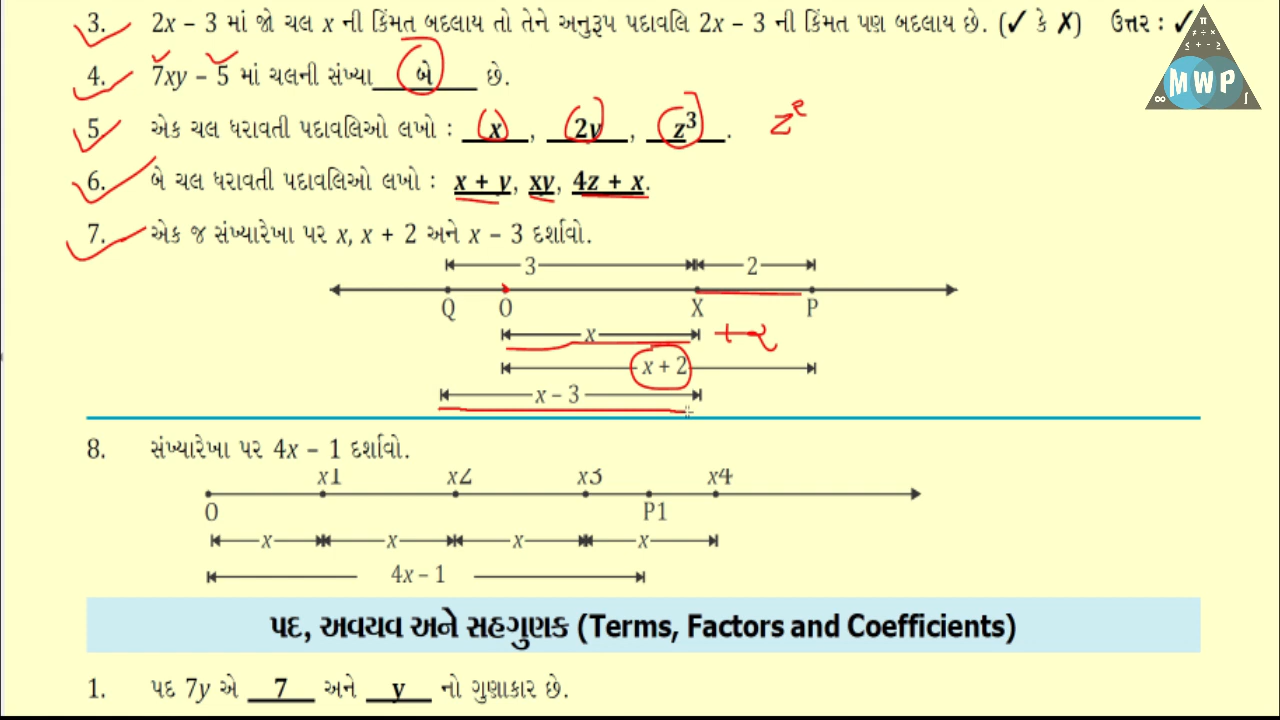 3. 2x – 3 માં જો ચલ x ની કિંમત બદલાય તો તેને અનુરૂપ પદાવલિ 2x – 3 ની કિંમત પણ બદલાય છે. (✓ કે ✗) ઉત્તર : ✓
4. 7xy – 5 માં ચલની સંખ્યા બે છે.
5. એક ચલ ધરાવતી પદાવલિઓ લખો : x, 2y, z³. z²
6. બે ચલ ધરાવતી પદાવલિઓ લખો : x + y, xy, 4z + x.
7. એક જ સંખ્યારેખા પર x, x + 2 અને x – 3 દર્શાવો.
3 2
Q O X P
x +૨
x + 2
x – 3
8. સંખ્યારેખા પર 4x – 1 દર્શાવો.
x1 x2 x3 x4
O P1
x x x x
4x – 1
પદ, અવયવ અને સહગુણક (Terms, Factors and Coefficients)
1. પદ 7y એ 7 અને y નો ગુણાકાર છે.
MWP